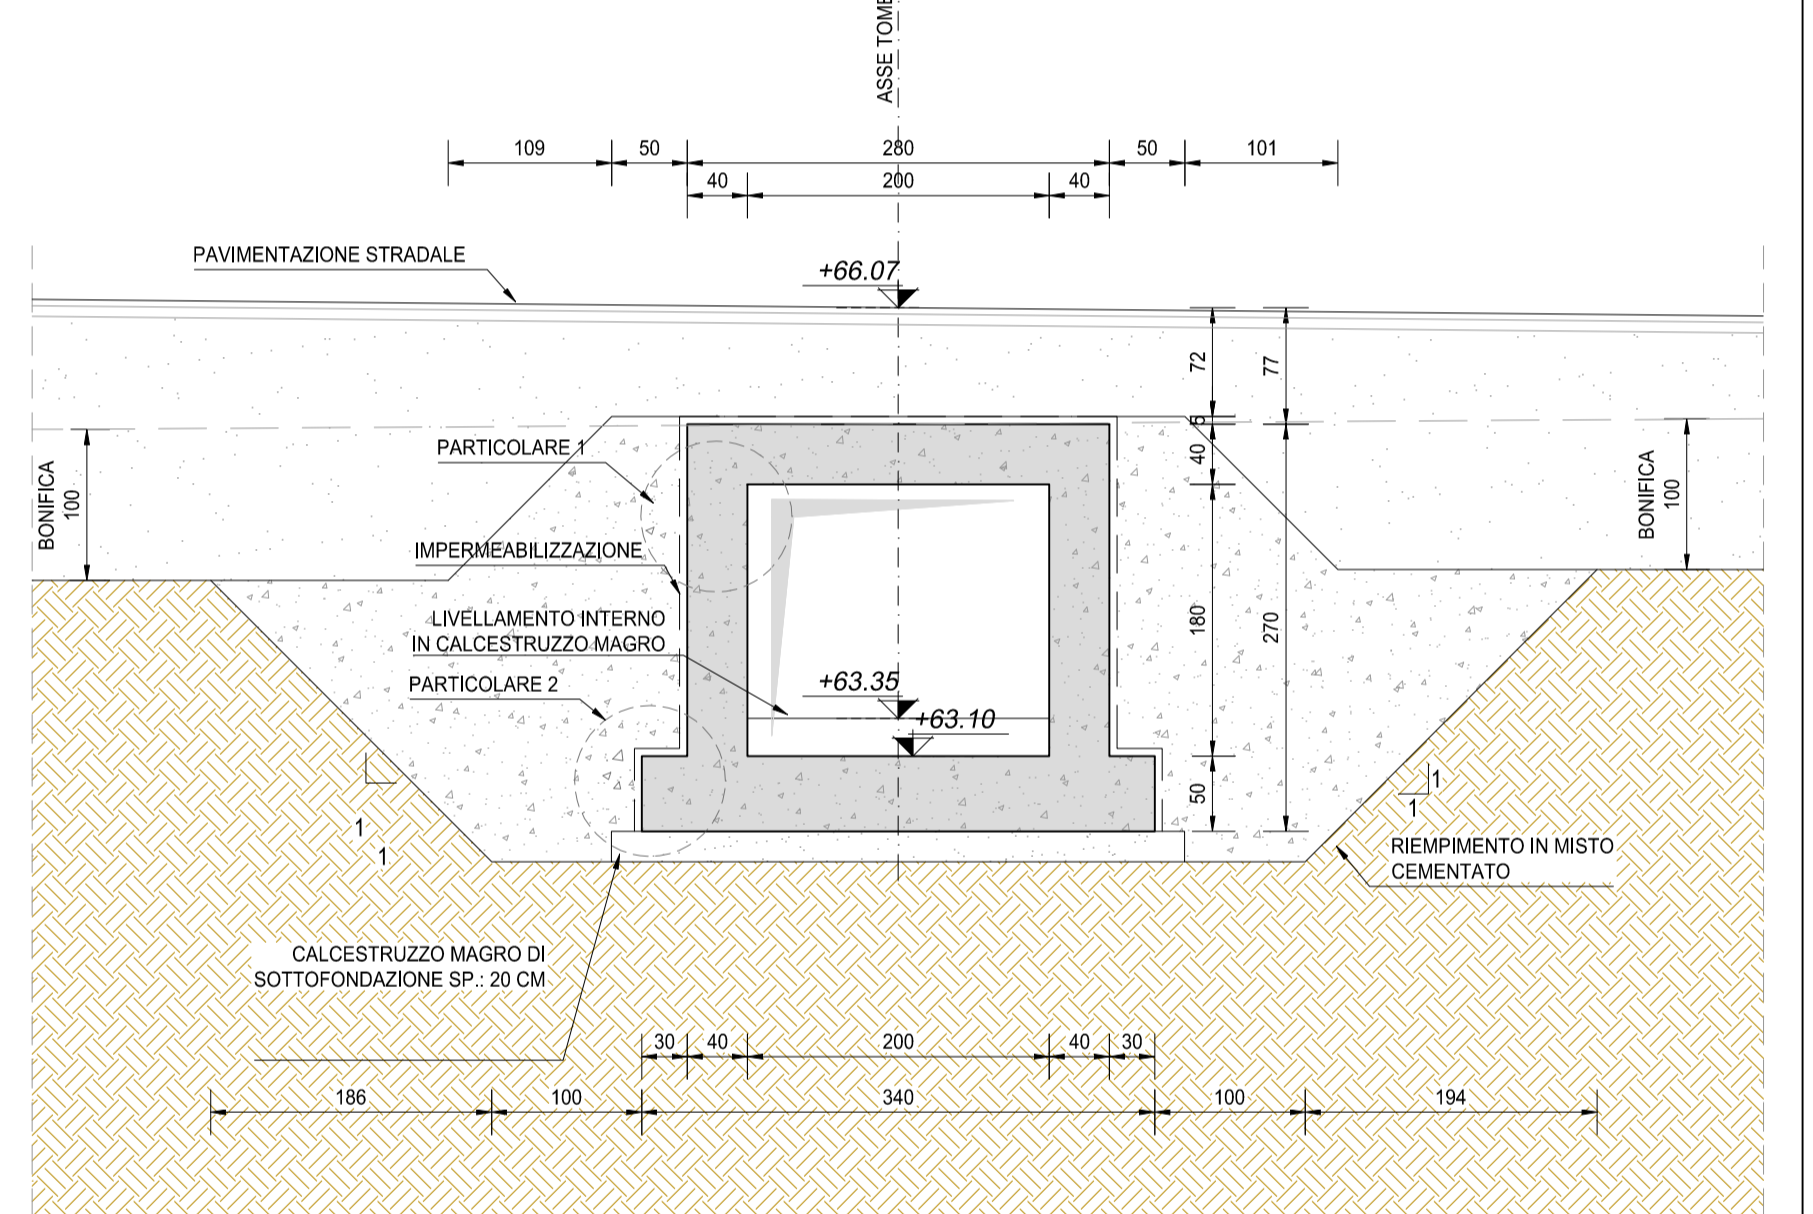 ASSE TOMB
109
50
280
50
101
40
200
40
PAVIMENTAZIONE STRADALE
+66.07
72
77
5
PARTICOLARE 1
40
BONIFICA
100
BONIFICA
100
IMPERMEABILIZZAZIONE
LIVELLAMENTO INTERNO
IN CALCESTRUZZO MAGRO
180
270
PARTICOLARE 2
+63.35
+63.10
50
1
1
1
1
RIEMPIMENTO IN MISTO
CEMENTATO
CALCESTRUZZO MAGRO DI
SOTTOFONDAZIONE SP.: 20 CM
30
40
200
40
30
186
100
340
100
194